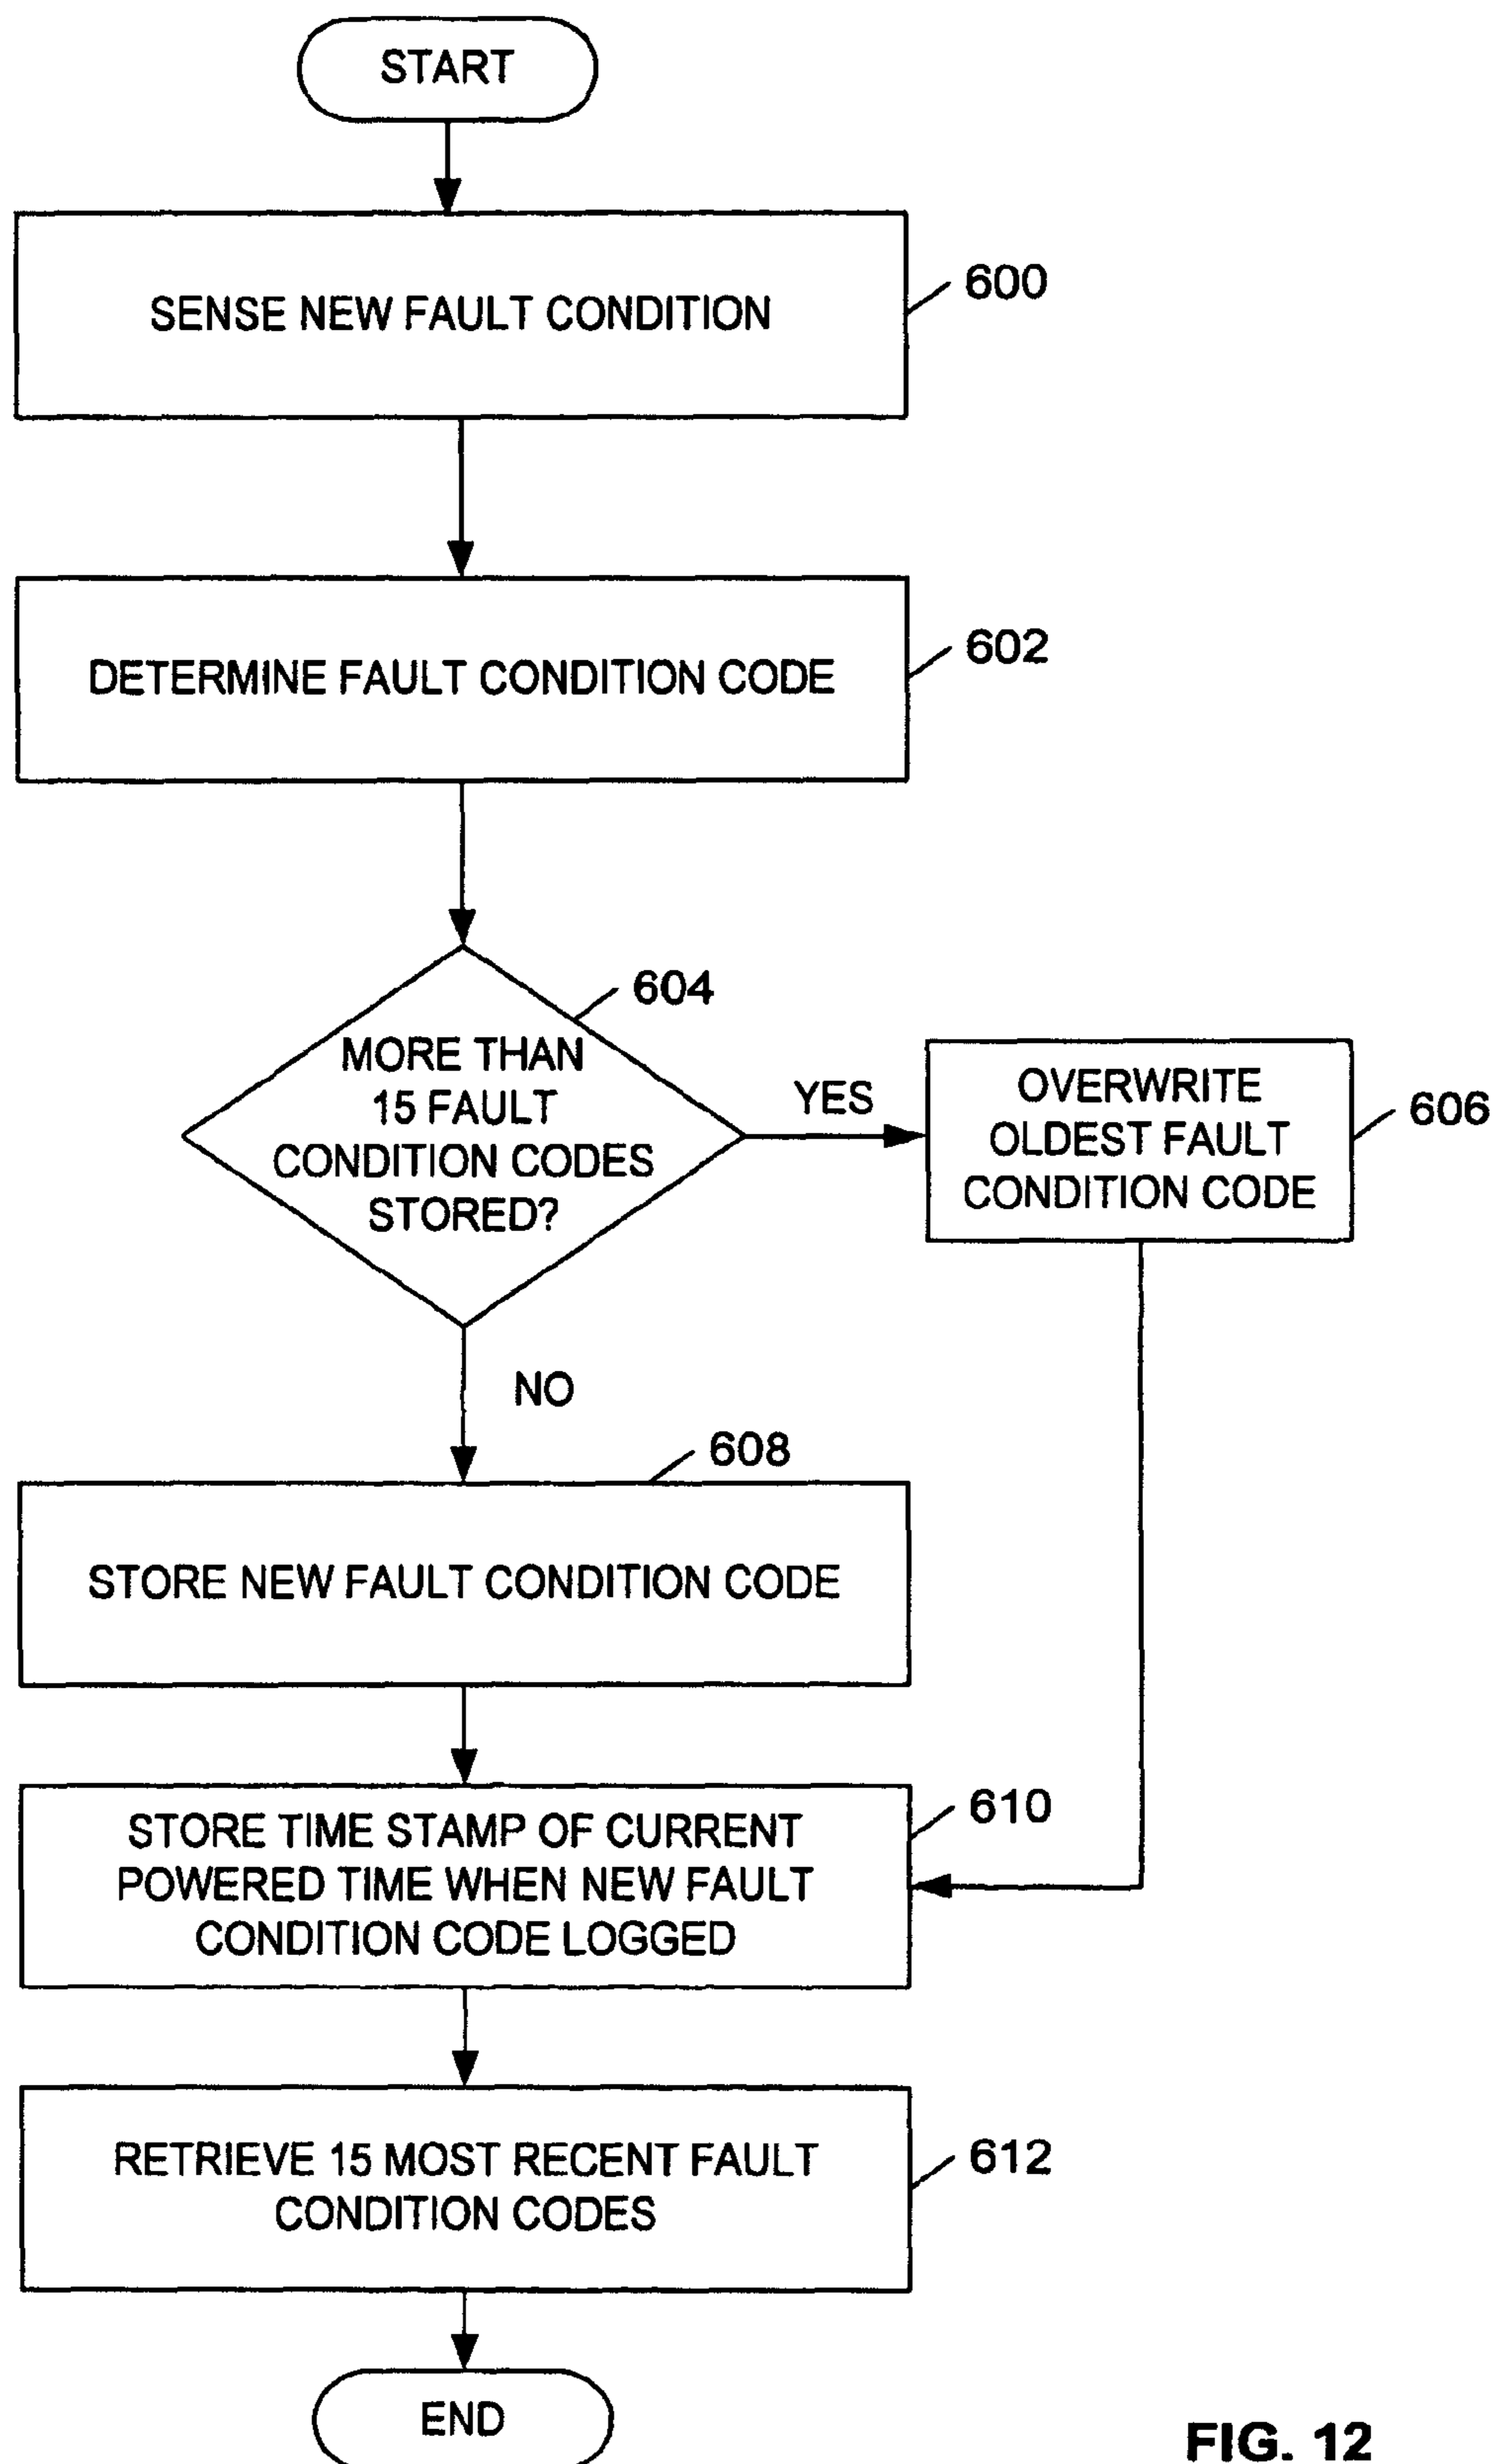 START
SENSE NEW FAULT CONDITION
600
DETERMINE FAULT CONDITION CODE
602
604
MORE THAN
15 FAULT
CONDITION CODES
STORED?
YES
OVERWRITE
OLDEST FAULT
CONDITION CODE
606
NO
608
STORE NEW FAULT CONDITION CODE
STORE TIME STAMP OF CURRENT
POWERED TIME WHEN NEW FAULT
CONDITION CODE LOGGED
610
RETRIEVE 15 MOST RECENT FAULT
CONDITION CODES
612
END
FIG. 12